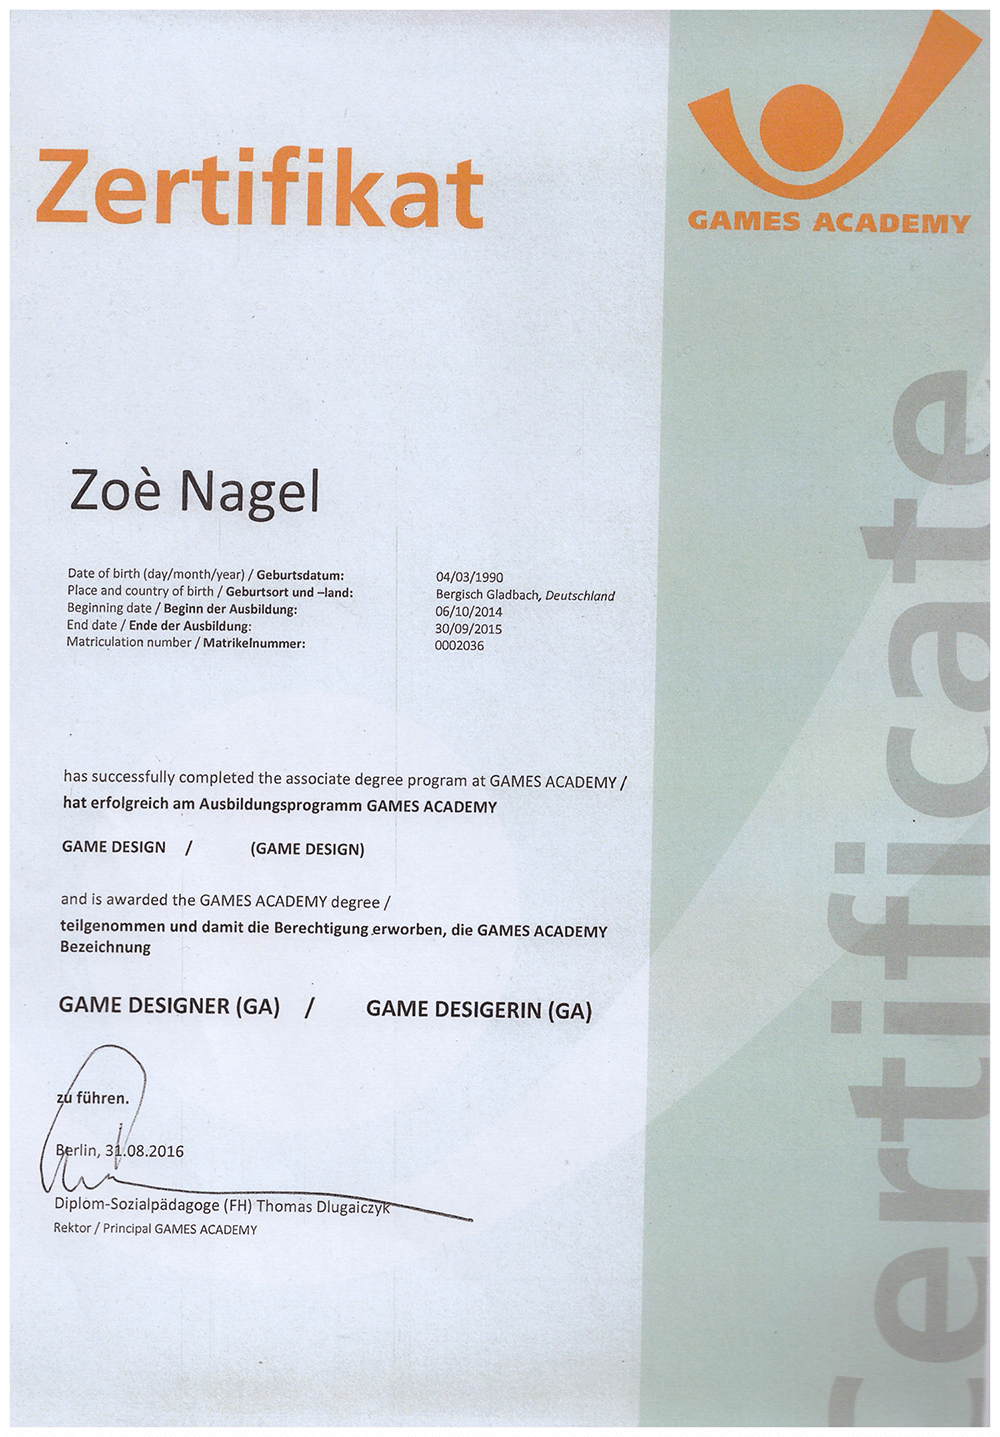 Zertifikat
GAMES ACADEMY
Zoè Nagel
Date of birth (day/month/year) / Geburtsdatum: 04/03/1990
Place and country of birth / Geburtsort und –land: Bergisch Gladbach, Deutschland
Beginning date / Beginn der Ausbildung: 06/10/2014
End date / Ende der Ausbildung: 30/09/2015
Matriculation number / Matrikelnummer: 0002036
has successfully completed the associate degree program at GAMES ACADEMY /
hat erfolgreich am Ausbildungsprogramm GAMES ACADEMY
GAME DESIGN / (GAME DESIGN)
and is awarded the GAMES ACADEMY degree /
teilgenommen und damit die Berechtigung erworben, die GAMES ACADEMY
Bezeichnung
GAME DESIGNER (GA) / GAME DESIGERIN (GA)
zu führen.
Berlin, 31.08.2016
Diplom-Sozialpädagoge (FH) Thomas Dlugaiczyk
Rektor / Principal GAMES ACADEMY
Certificate